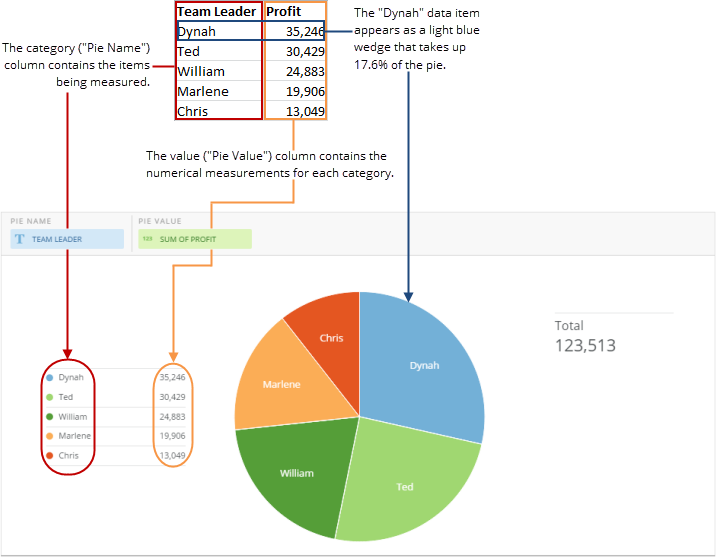 Team Leader Profit
Dynah 35,246
Ted 30,429
William 24,883
Marlene 19,906
Chris 13,049
The "Dynah" data item
appears as a light blue
wedge that takes up
17.6% of the pie.
The category ("Pie Name")
column contains the items
being measured.
The value ("Pie Value") column contains the
numerical measurements for each category.
PIE NAME
T TEAM LEADER
PIE VALUE
123 SUM OF PROFIT
Dynah 35,246
Ted 30,429
William 24,883
Marlene 19,906
Chris 13,049
Chris
Dynah
Marlene
William
Ted
Total
123,513